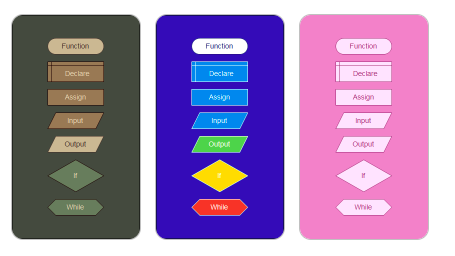 Function
Declare
Assign
Input
Output
If
While
Function
Declare
Assign
Input
Output
If
While
Function
Declare
Assign
Input
Output
If
While